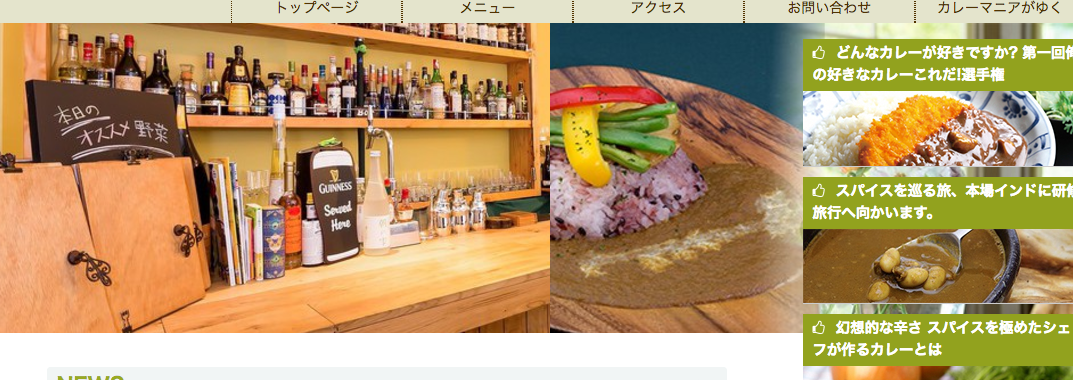 トップページ
メニュー
アクセス
お問い合わせ
カレーマニアがゆく
本日の
オススメ野菜
GUINNESS
Served
Here
どんなカレーが好きですか? 第一回
の好きなカレーこれだ!選手権
スパイスを巡る旅、本場インドに研修
旅行へ向かいます。
幻想的な辛さ スパイスを極めたシェ
フが作るカレーとは
NEWS